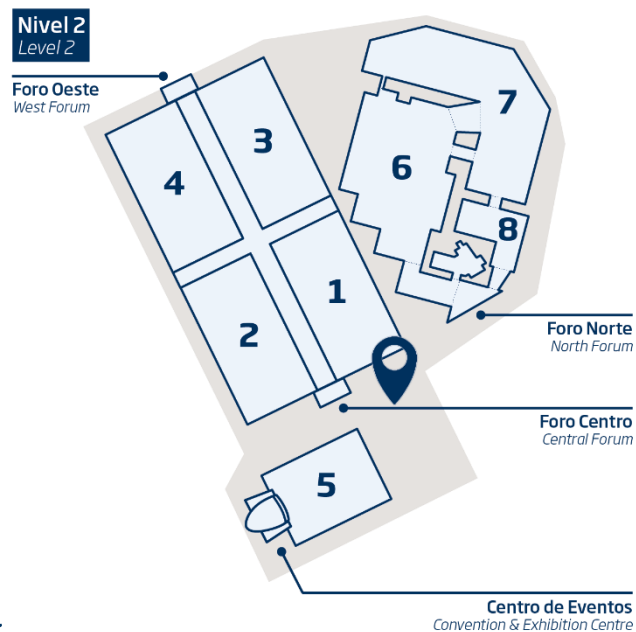 Nivel 2
Level 2
Foro Oeste
West Forum
3
7
4
6
8
1
2
Foro Norte
North Forum
Foro Centro
Central Forum
5
Centro de Eventos
Convention & Exhibition Centre